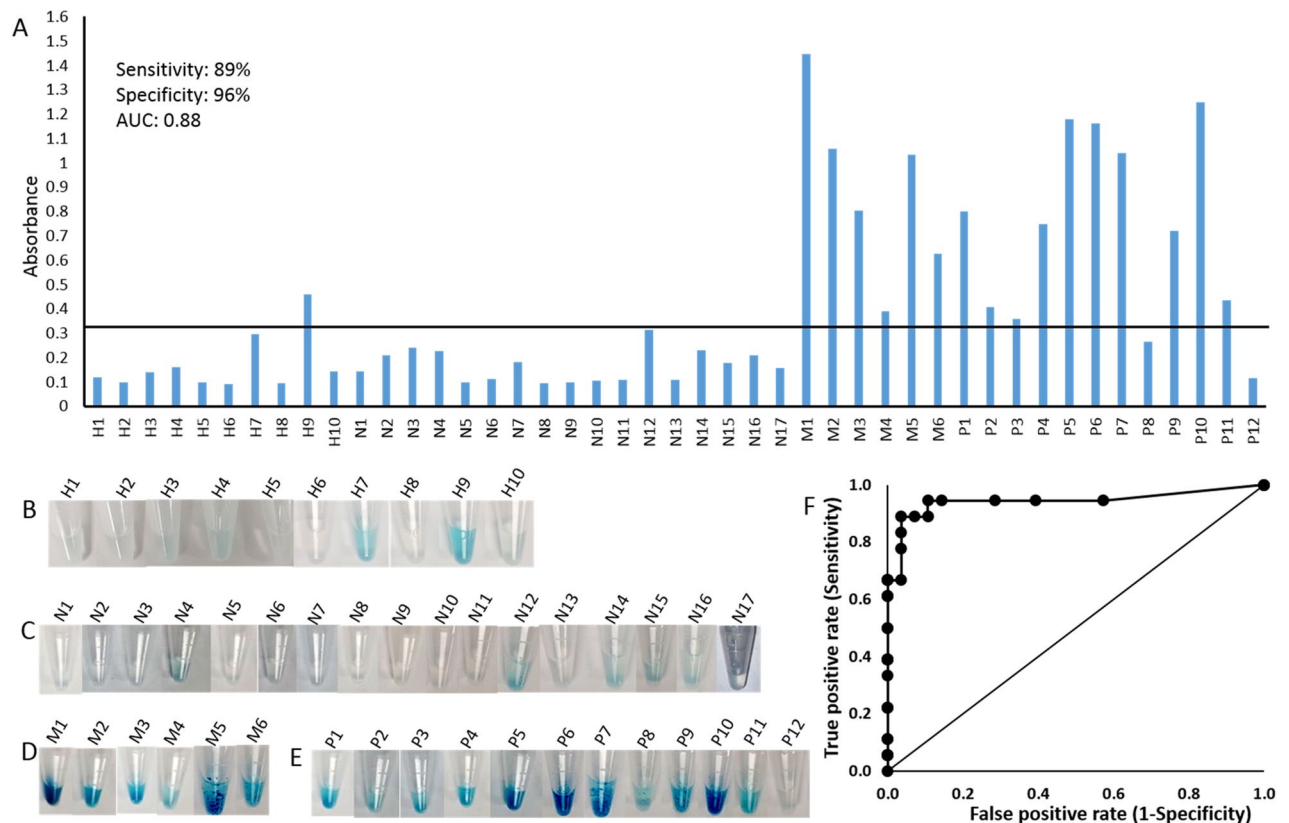 A
1.6
1.5
1.4
1.3
1.2
1.1
1
0.9
0.8
0.7
0.6
0.5
0.4
0.3
0.2
0.1
0
Absorbance
Sensitivity: 89%
Specificity: 96%
AUC: 0.88
H1 H2 H3 H4 H5 H6 H7 H8 H9 H10 N1 N2 N3 N4 N5 N6 N7 N8 N9 N10 N11 N12 N13 N14 N15 N16 N17 M1 M2 M3 M4 M5 M6 P1 P2 P3 P4 P5 P6 P7 P8 P9 P10 P11 P12
B
H1 H2 H3 H4 H5 H6 H7 H8 H9 H10
C
N1 N2 N3 N4 N5 N6 N7 N8 N9 N10 N11 N12 N13 N14 N15 N16 N17
D
M1 M2 M3 M4 M5 M6
E
P1 P2 P3 P4 P5 P6 P7 P8 P9 P10 P11 P12
F
True positive rate (Sensitivity)
1.0
0.8
0.6
0.4
0.2
0.0
0.0 0.2 0.4 0.6 0.8 1.0
False positive rate (1-Specificity)